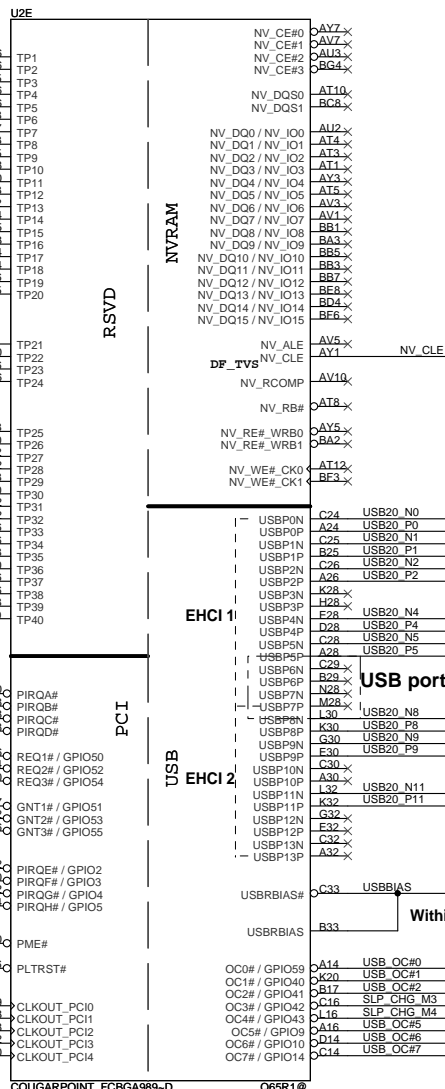 U2E
TP1
TP2
TP3
TP4
TP5
TP6
TP7
TP8
TP9
TP10
TP11
TP12
TP13
TP14
TP15
TP16
TP17
TP18
TP19
TP20
TP21
TP22
TP23
TP24
TP25
TP26
TP27
TP28
TP29
TP30
TP31
TP32
TP33
TP34
TP35
TP36
TP37
TP38
TP39
TP40
RSVD
PIRQA#
PIRQB#
PIRQC#
PIRQD#
REQ1# / GPIO50
REQ2# / GPIO52
REQ3# / GPIO54
GNT1# / GPIO51
GNT2# / GPIO53
GNT3# / GPIO55
PIRQE# / GPIO2
PIRQF# / GPIO3
PIRQG# / GPIO4
PIRQH# / GPIO5
PME#
PLTRST#
CLKOUT_PCI0
CLKOUT_PCI1
CLKOUT_PCI2
CLKOUT_PCI3
CLKOUT_PCI4
PCI
NVRAM
NV_CE#0 AY7
NV_CE#1 AV7
NV_CE#2 AU3
NV_CE#3 BG4
NV_DQS0 AT10
NV_DQS1 BC8
NV_DQ0 / NV_IO0 AU2
NV_DQ1 / NV_IO1 AT4
NV_DQ2 / NV_IO2 AT3
NV_DQ3 / NV_IO3 AT1
NV_DQ4 / NV_IO4 AY3
NV_DQ5 / NV_IO5 AT5
NV_DQ6 / NV_IO6 AV3
NV_DQ7 / NV_IO7 AV1
NV_DQ8 / NV_IO8 BB1
NV_DQ9 / NV_IO9 BA3
NV_DQ10 / NV_IO10 BB5
NV_DQ11 / NV_IO11 BB3
NV_DQ12 / NV_IO12 BB7
NV_DQ13 / NV_IO13 BE8
NV_DQ14 / NV_IO14 BD4
NV_DQ15 / NV_IO15 BF6
NV_ALE AV5
DF_TVS NV_CLE AY1 NV_CLE
NV_RCOMP AV10
NV_RB# AT8
NV_RE#_WRB0 AY5
NV_RE#_WRB1 BA2
NV_WE#_CK0 AT12
NV_WE#_CK1 BF3
USB
EHCI 1
EHCI 2
USBP0N C24 USB20_N0
USBP0P A24 USB20_P0
USBP1N C25 USB20_N1
USBP1P B25 USB20_P1
USBP2N C26 USB20_N2
USBP2P A26 USB20_P2
USBP3N K28
USBP3P H28
USBP4N E28 USB20_N4
USBP4P D28 USB20_P4
USBP5N C28 USB20_N5
USBP5P A28 USB20_P5
USBP6N C29
USBP6P B29
USBP7N N28
USBP7P M28
USBP8N L30 USB20_N8
USBP8P K30 USB20_P8
USBP9N G30 USB20_N9
USBP9P E30 USB20_P9
USBP10N C30
USBP10P A30
USBP11N L32 USB20_N11
USBP11P K32 USB20_P11
USBP12N G32
USBP12P E32
USBP13N C32
USBP13P A32
USB port
USBRBIAS# C33 USBBIAS
Withi
USBRBIAS B33
OC0# / GPIO59 A14 USB_OC#0
OC1# / GPIO40 K20 USB_OC#1
OC2# / GPIO41 B17 USB_OC#2
OC3# / GPIO42 C16 SLP_CHG_M3
OC4# / GPIO43 L16 SLP_CHG_M4
OC5# / GPIO9 A16 USB_OC#5
OC6# / GPIO10 D14 USB_OC#6
OC7# / GPIO14 C14 USB_OC#7
COUGARPOINT_FCBGA989~D Q65R1@